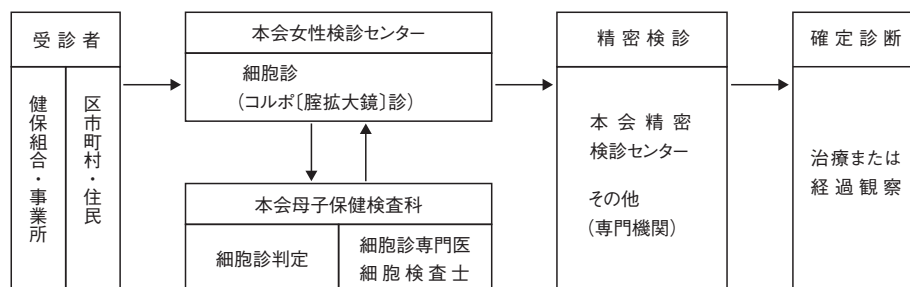 受診者
健保組合・事業所
区市町村・住民
本会女性検診センター
細胞診
(コルポ〔腟拡大鏡〕診)
本会母子保健検査科
細胞診判定
細胞診専門医
細胞検査士
精密検診
本会精密
検診センター
その他
(専門機関)
確定診断
治療または
経過観察